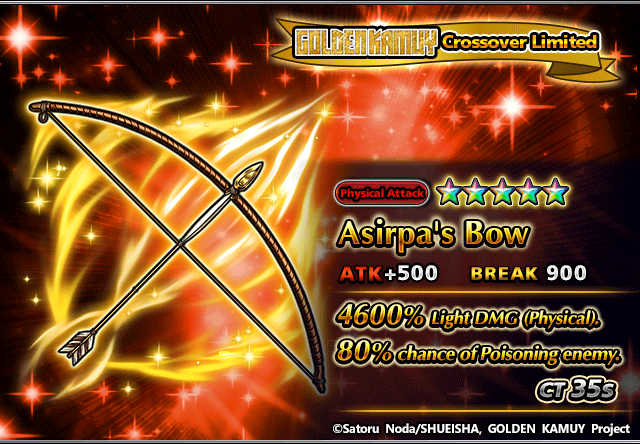 GOLDEN KAMUY Crossover Limited
Physical Attack
Asirpa's Bow
ATK+500 BREAK 900
4600% Light DMG (Physical).
80% chance of Poisoning enemy.
CT 35s
©Satoru Noda/SHUEISHA, GOLDEN KAMUY Project